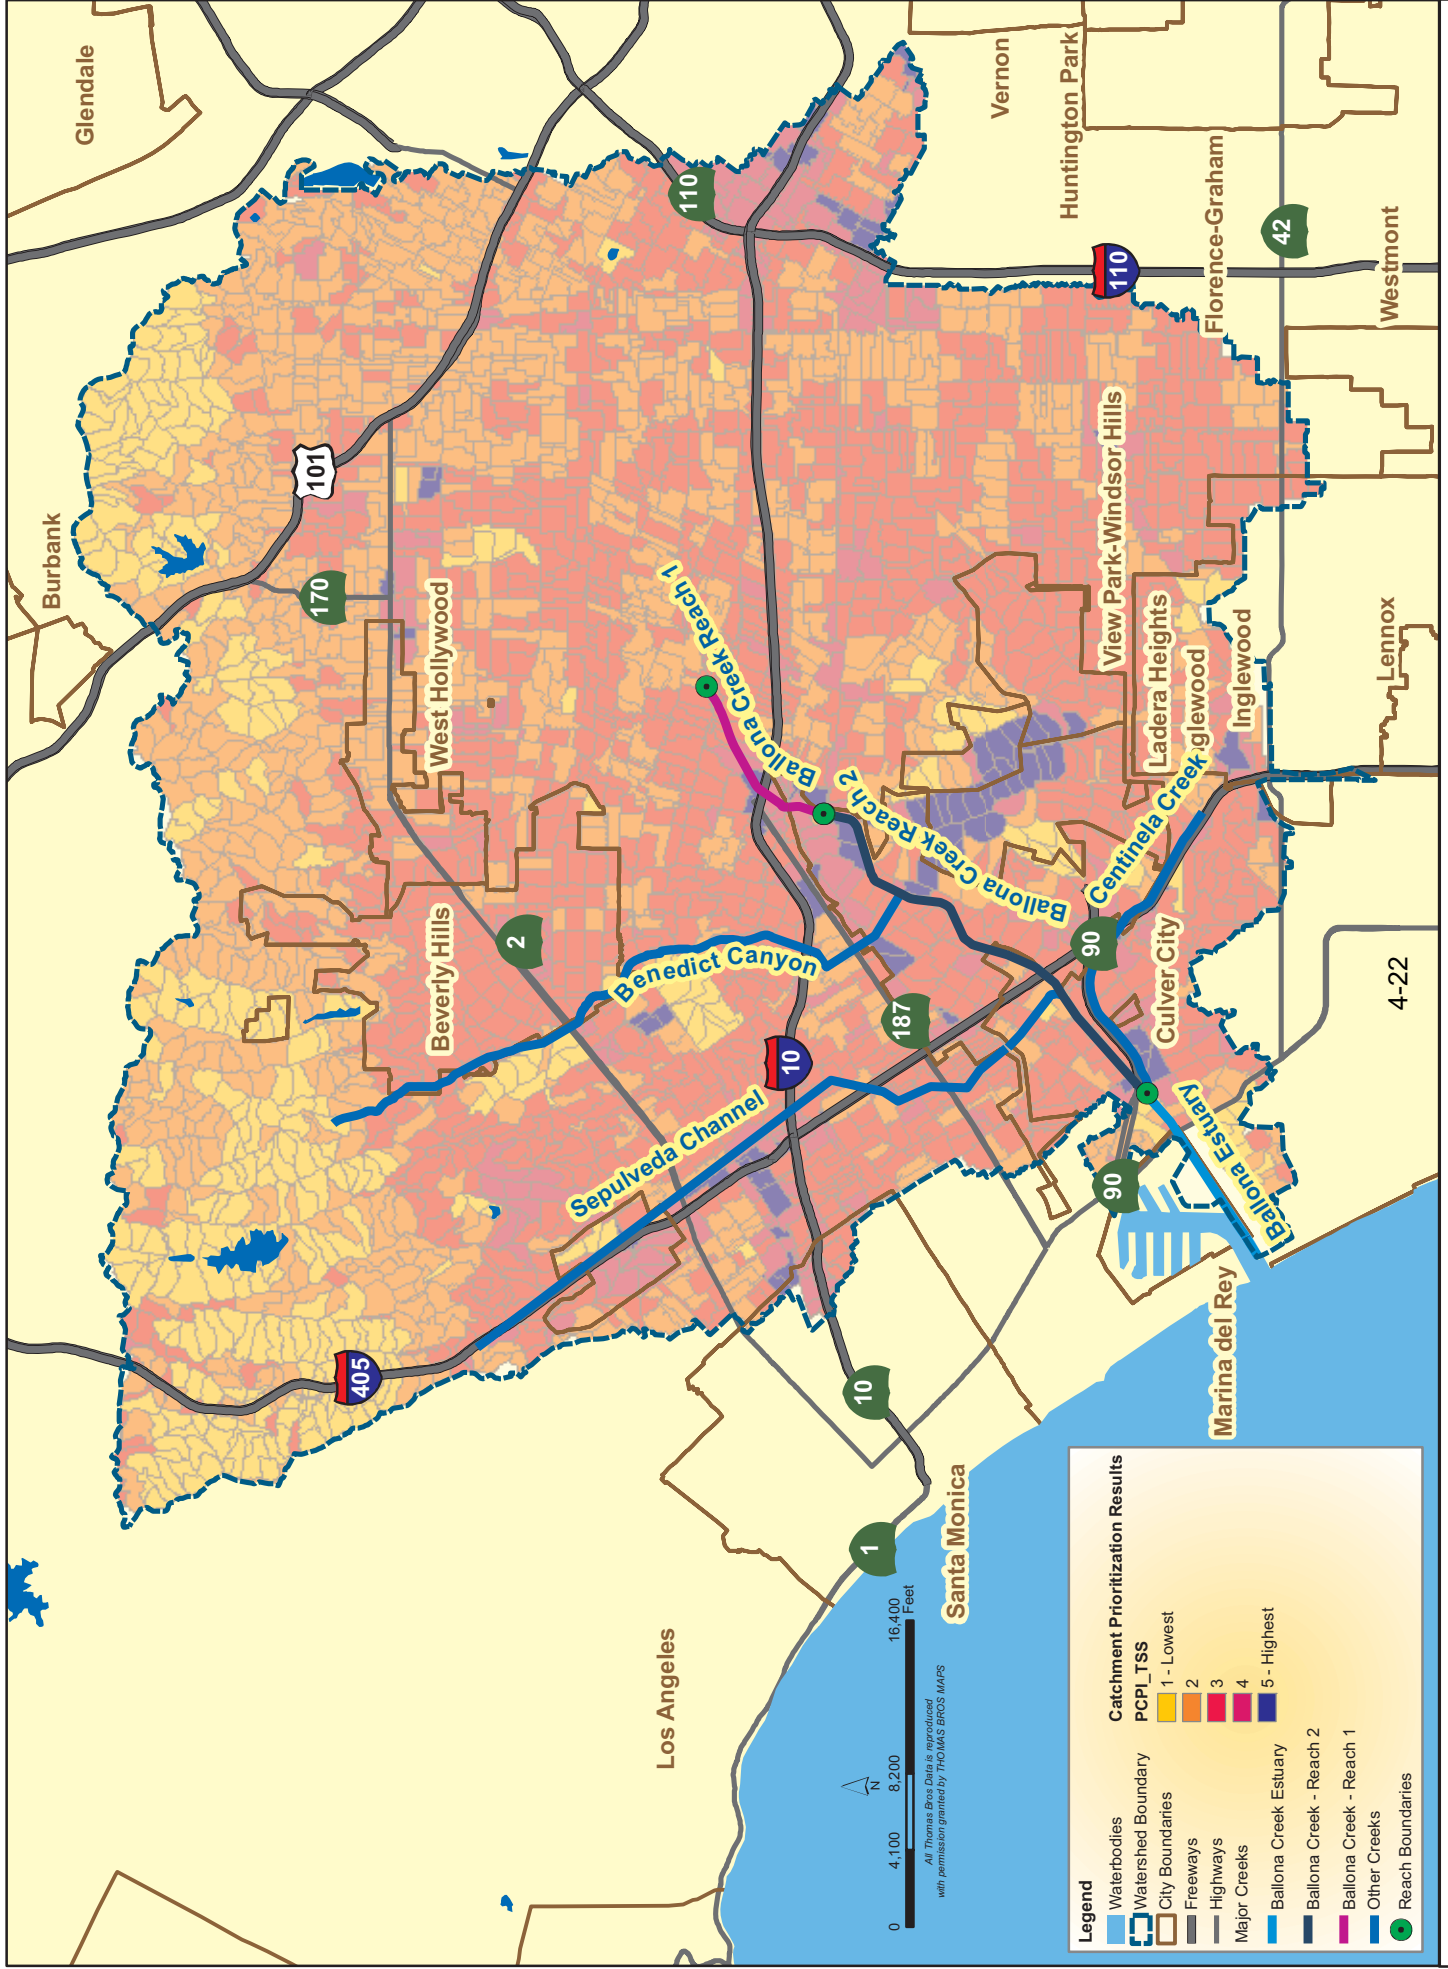 Glendale
Burbank
Vernon
Huntington Park
Florence-Graham
Westmont
Lennox
Inglewood
glewood
Ladera Heights
View Park-Windsor Hills
West Hollywood
Beverly Hills
Culver City
Marina del Rey
Santa Monica
Los Angeles
101
170
110
110
42
2
10
187
90
90
405
10
1
Ballona Creek Reach 1
Ballona Creek Reach 2
Centinela Creek
Benedict Canyon
Sepulveda Channel
Ballona Estuary
4-22
N
0 4,100 8,200 16,400
Feet
All Thomas Bros Data is reproduced
with permission granted by THOMAS BROS MAPS
Legend
Waterbodies
Watershed Boundary
City Boundaries
Freeways
Highways
Major Creeks
Ballona Creek Estuary
Ballona Creek - Reach 2
Ballona Creek - Reach 1
Other Creeks
Reach Boundaries
Catchment Prioritization Results
PCPI_TSS
1 - Lowest
2
3
4
5 - Highest